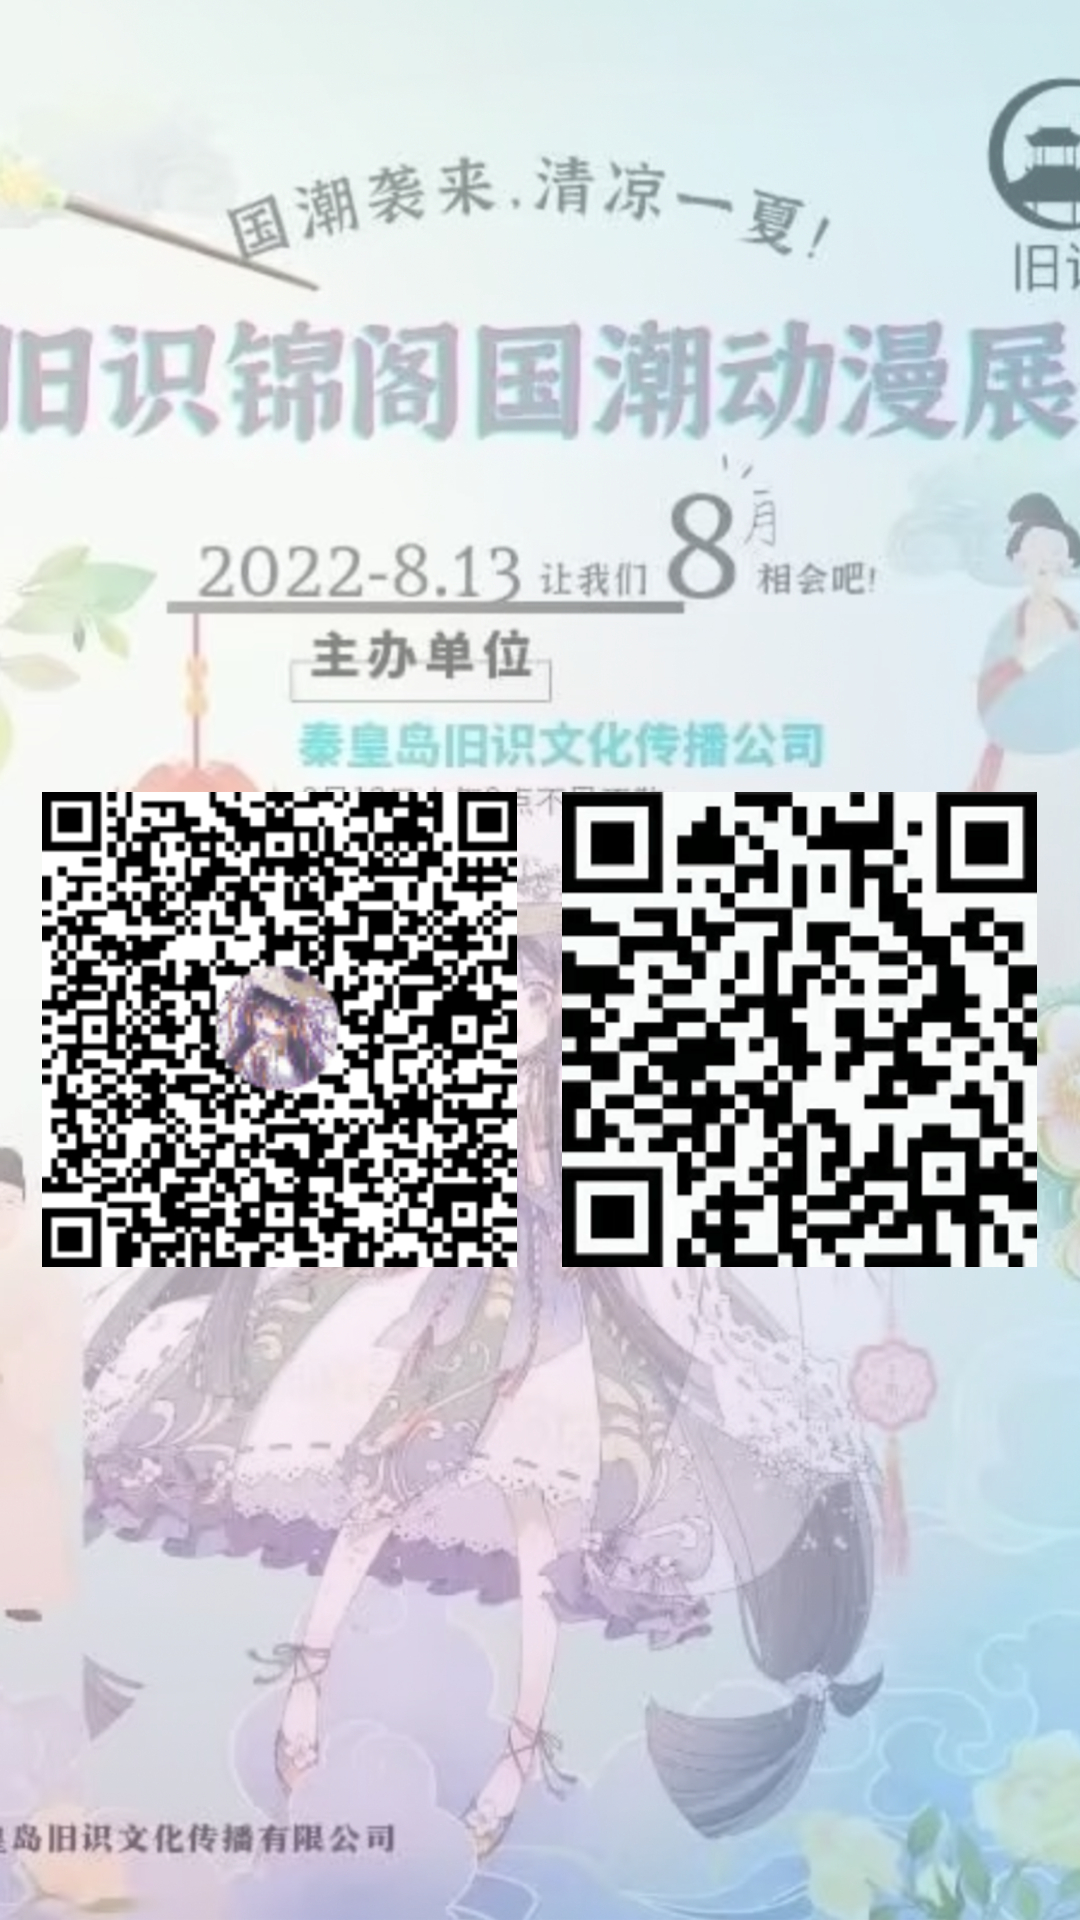 国潮袭来.清凉一夏!
旧识
旧识锦阁国潮动漫展
2022-8.13 让我们8月相会吧!
主办单位
秦皇岛旧识文化传播公司
皇岛旧识文化传播有限公司